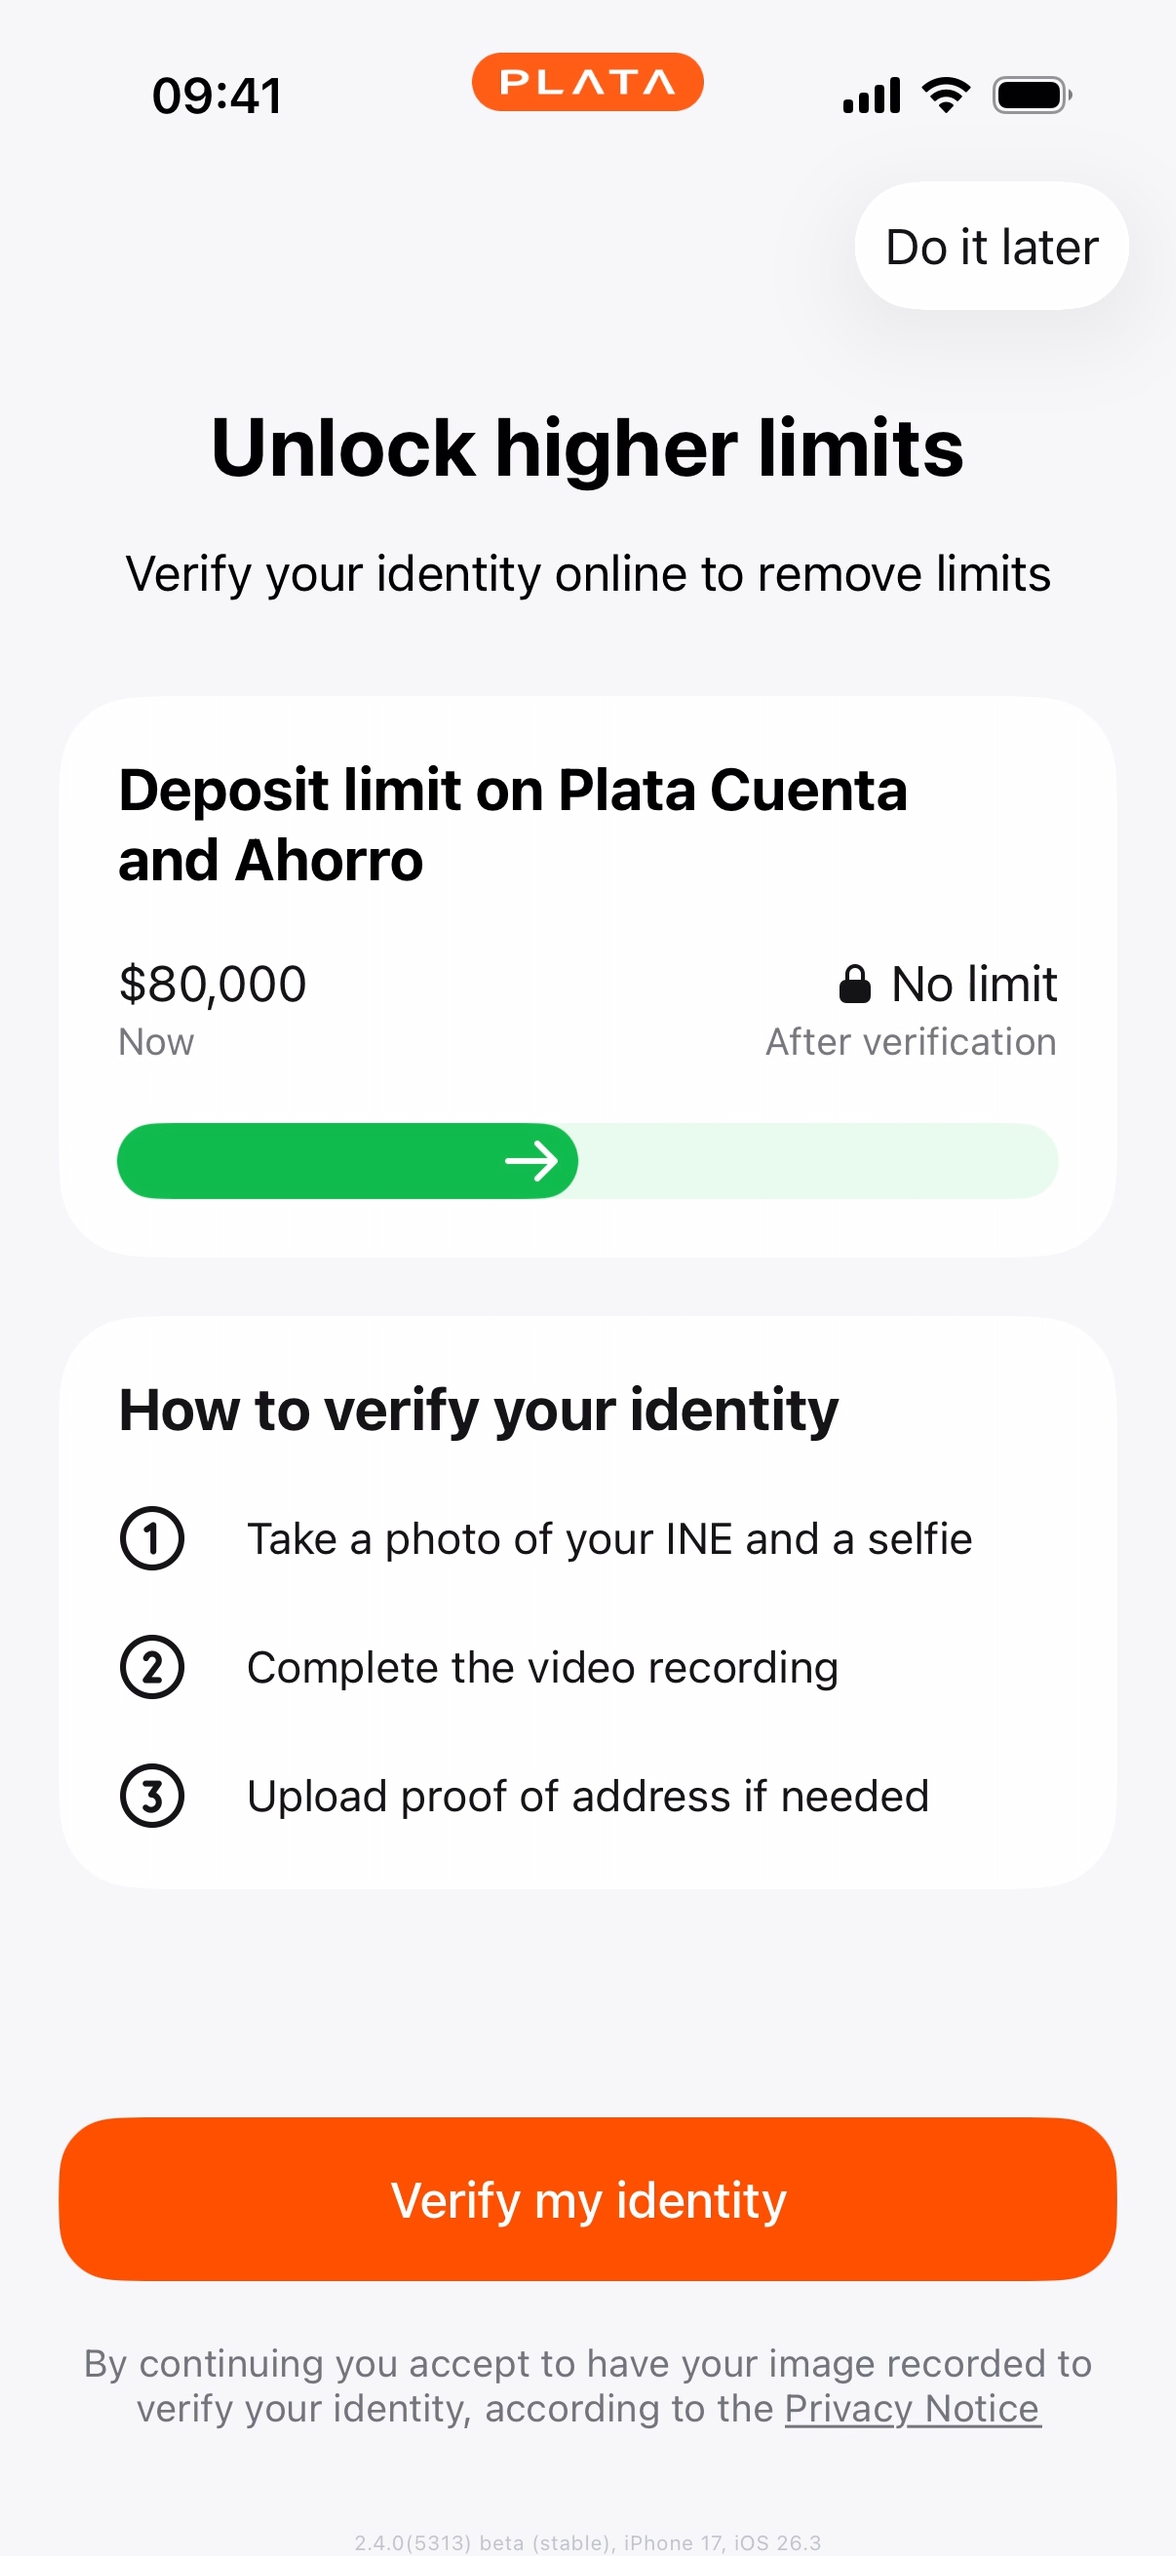 09:41
PLATA
Do it later
Unlock higher limits
Verify your identity online to remove limits
Deposit limit on Plata Cuenta
and Ahorro
$80,000
No limit
Now
After verification
How to verify your identity
1 Take a photo of your INE and a selfie
2 Complete the video recording
3 Upload proof of address if needed
Verify my identity
By continuing you accept to have your image recorded to
verify your identity, according to the Privacy Notice
2.4.0(5313) beta (stable), iPhone 17, iOS 26.3